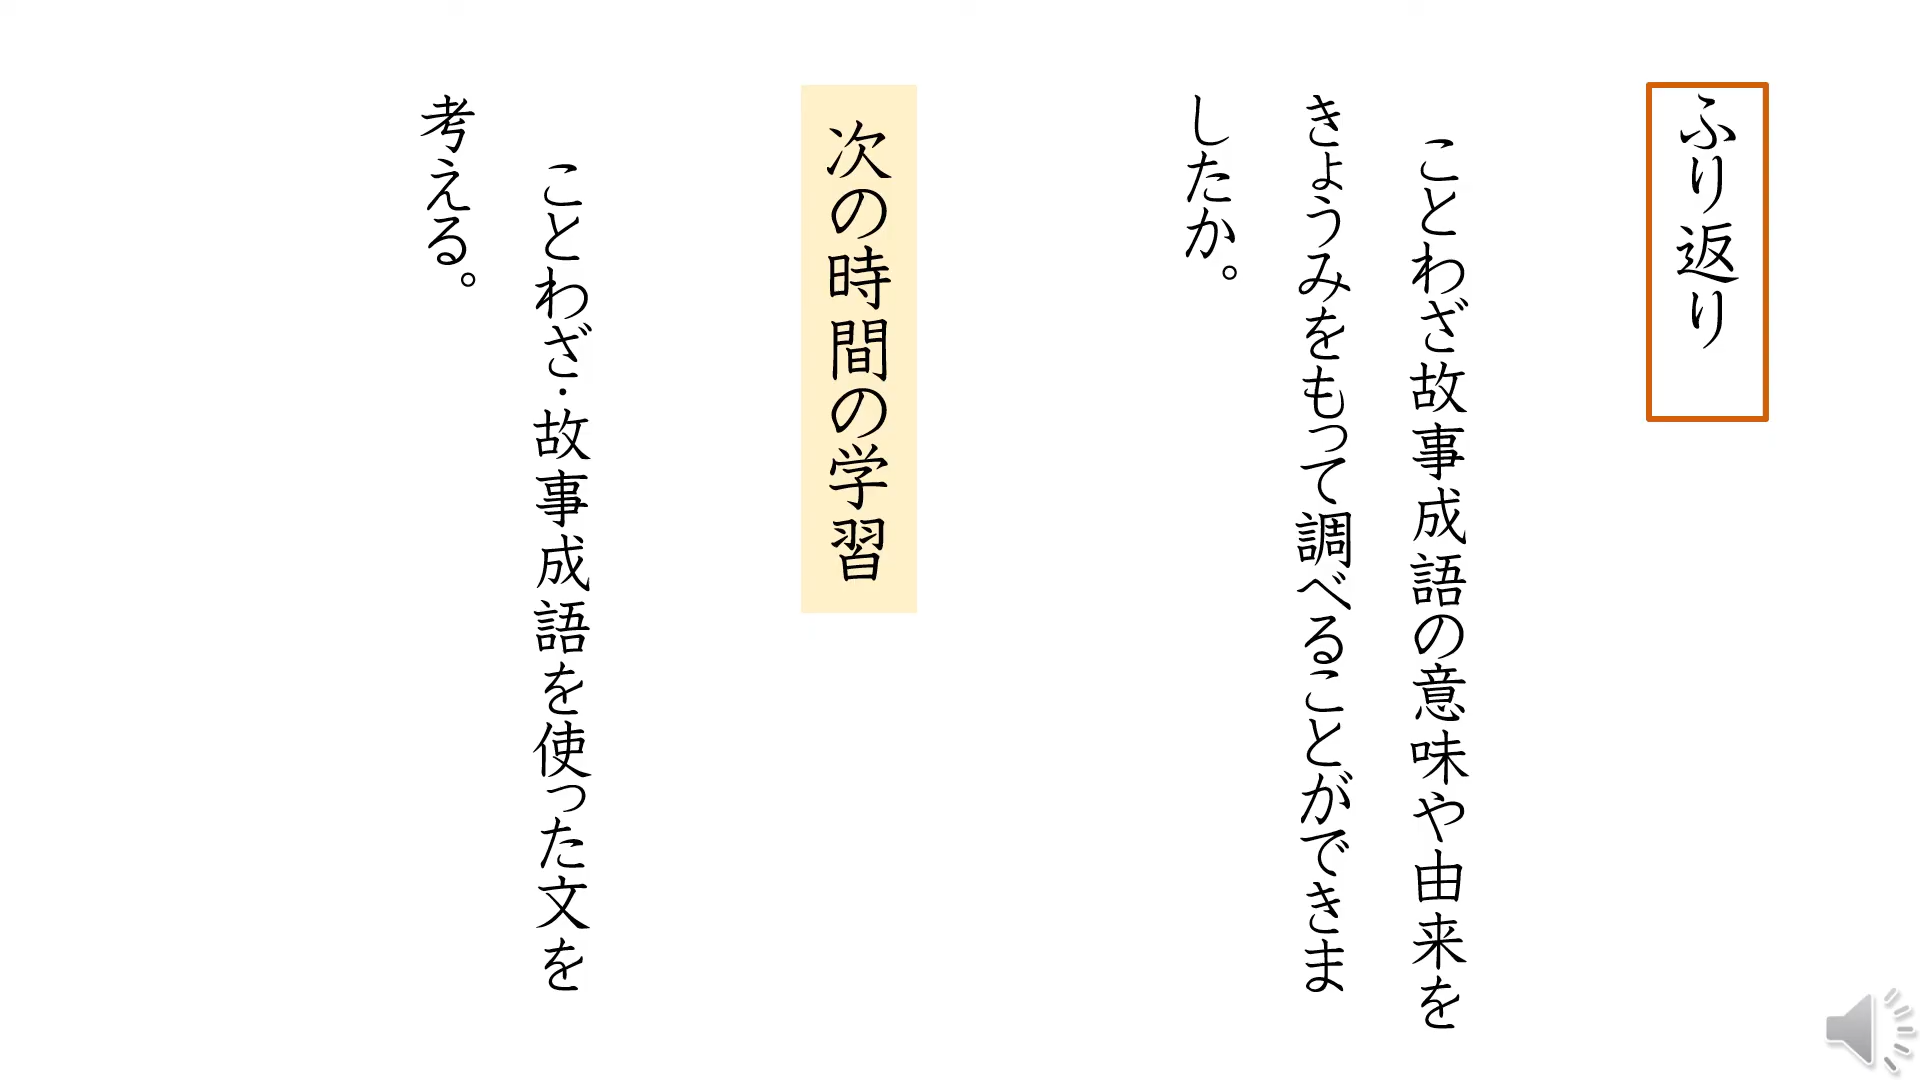 ふり返り
ことわざ故事成語の意味や由来を
きょうみをもって調べることができま
したか。
次の時間の学習
ことわざ・故事成語を使った文を
考える。